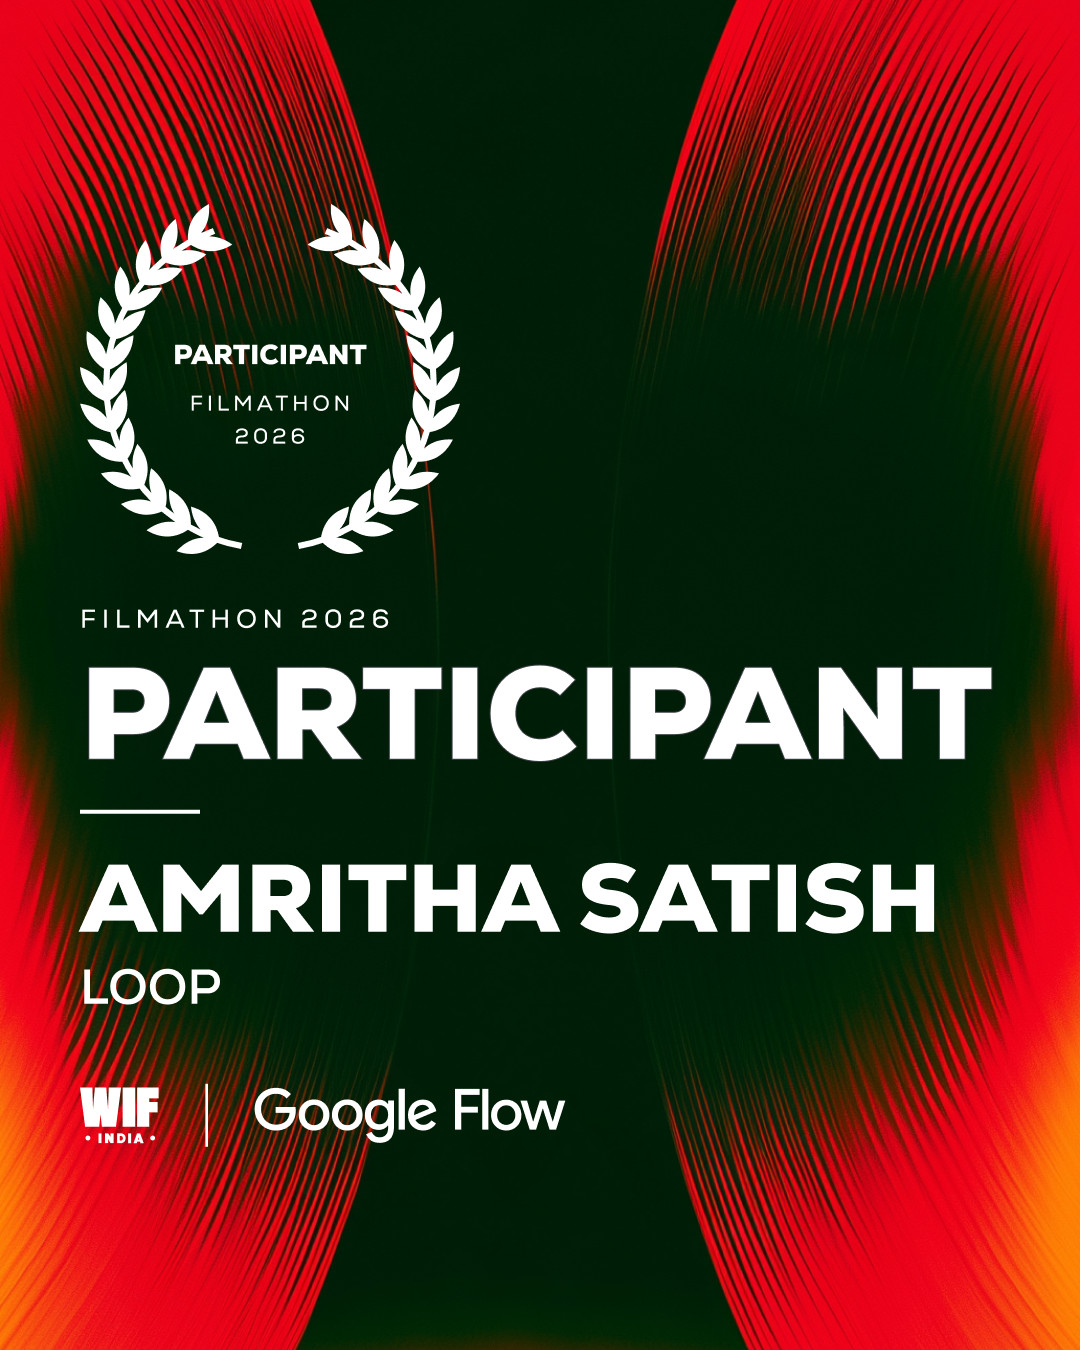 PARTICIPANT
FILMATHON
2026
FILMATHON 2026
PARTICIPANT
AMRITHA SATISH
LOOP
WIF
• INDIA •
Google Flow